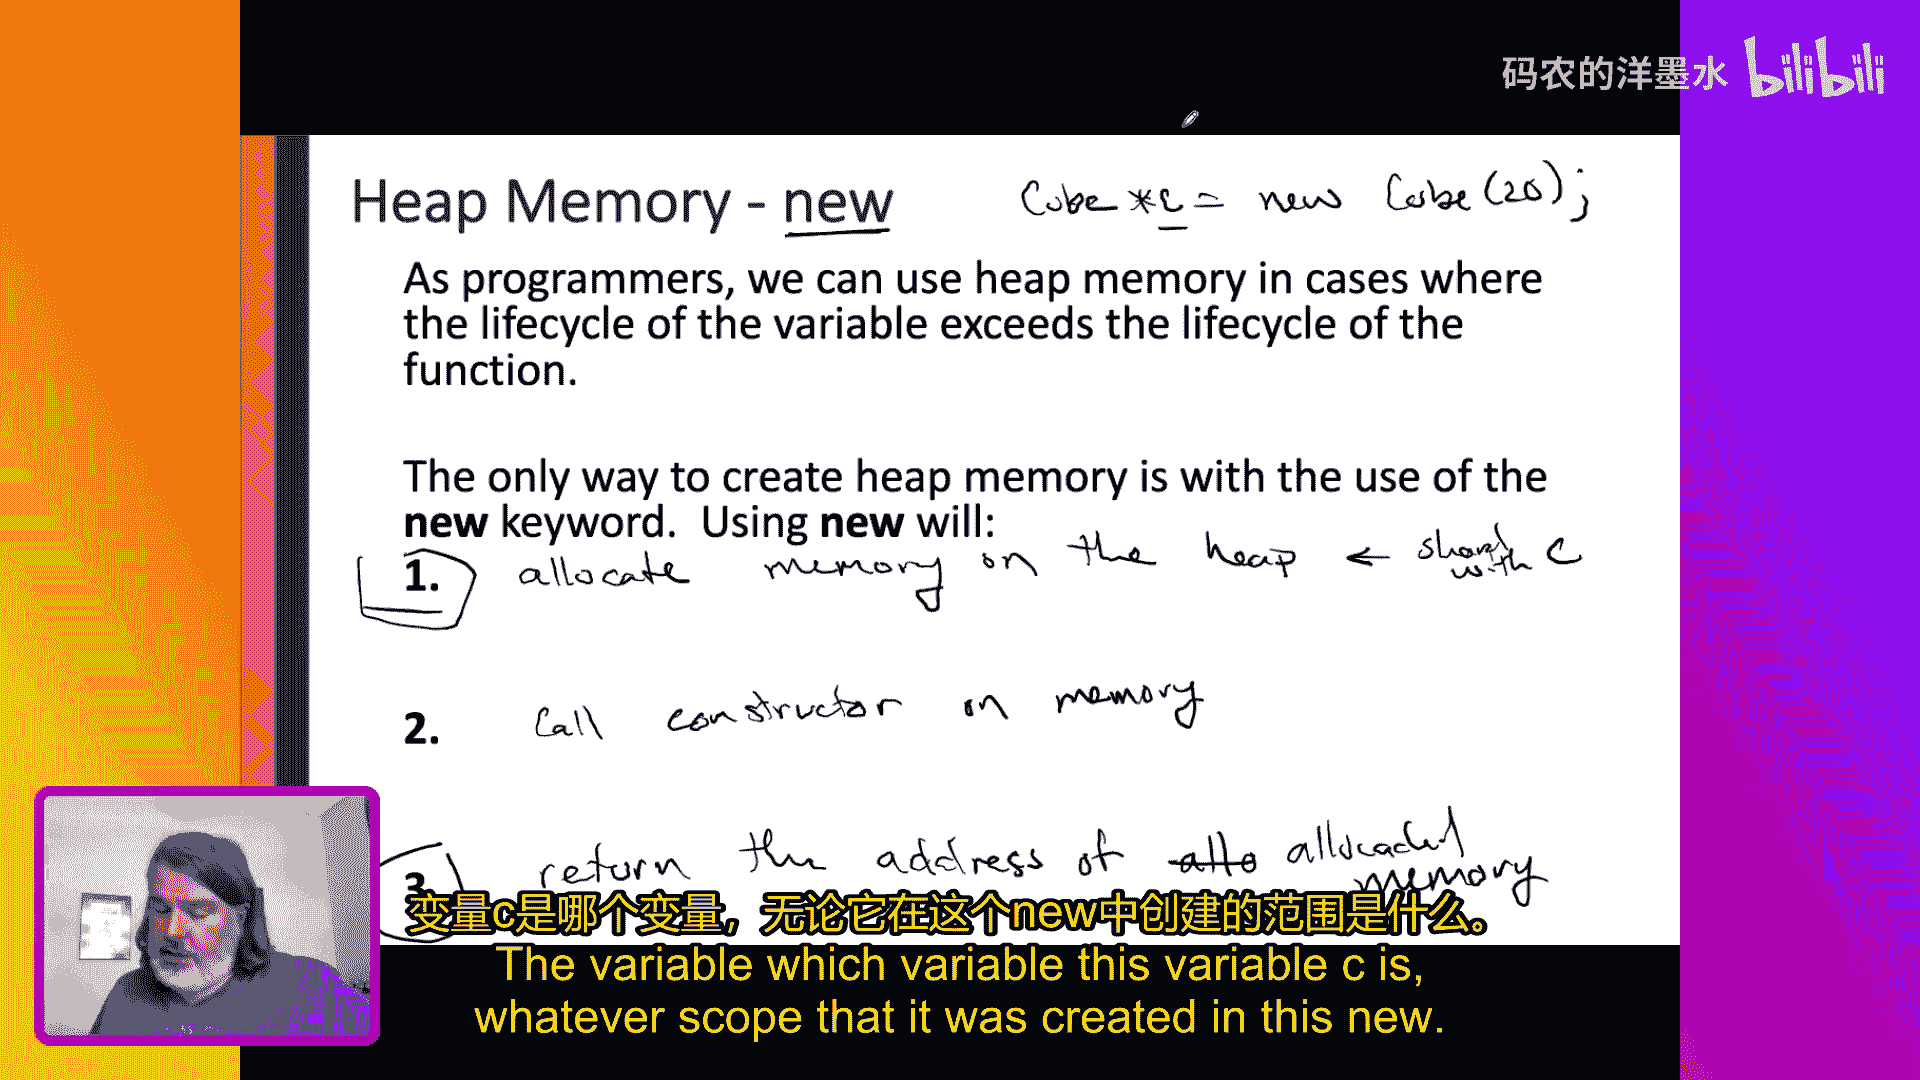 码农的洋墨水 bilibili
Heap Memory - new
Cube *c = new Cube(20);
As programmers, we can use heap memory in cases where
the lifecycle of the variable exceeds the lifecycle of the
function.
The only way to create heap memory is with the use of the
new keyword. Using new will:
1. allocate memory on the heap ← with C
2. Call constructor on memory
3. return the address of allo allocated
memory
变量c是哪个变量，无论它在这个new中创建的范围是什么。
The variable which variable this variable c is,
whatever scope that it was created in this new.